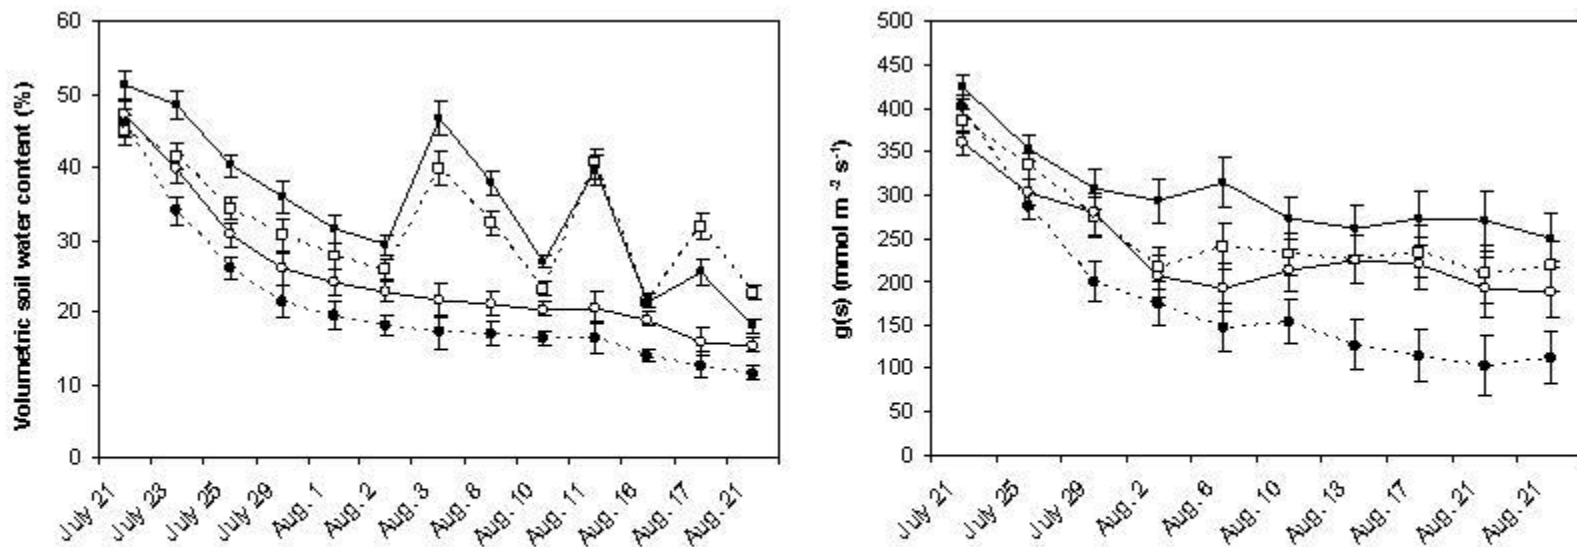 Volumetric soil water content (%)
60
50
40
30
20
10
0
July 21
July 23
July 25
July 29
Aug. 1
Aug. 2
Aug. 3
Aug. 8
Aug. 10
Aug. 11
Aug. 16
Aug. 17
Aug. 21
g(s) (mmol m⁻² s⁻¹)
500
450
400
350
300
250
200
150
100
50
0
July 21
July 25
July 29
Aug. 2
Aug. 6
Aug. 10
Aug. 13
Aug. 17
Aug. 21
Aug. 21